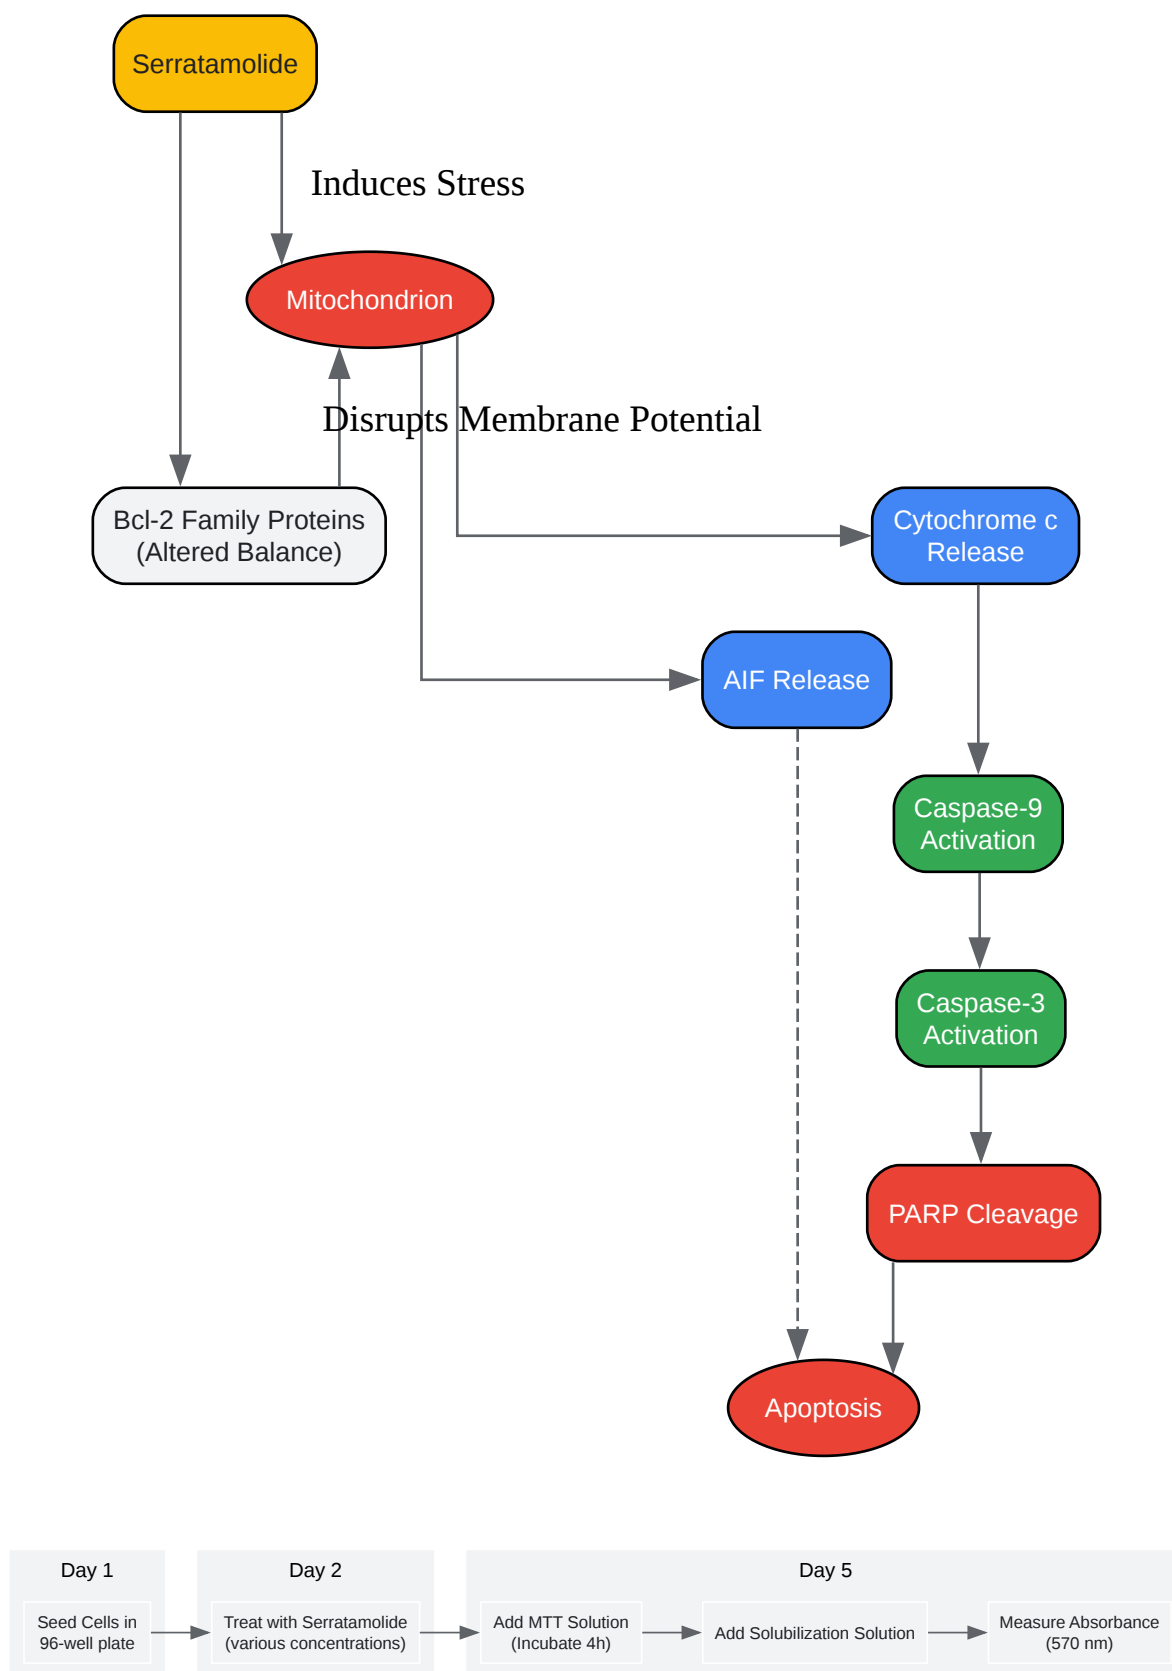 Serratamolide
Induces Stress
Mitochondrion
Disrupts Membrane Potential
Bcl-2 Family Proteins
(Altered Balance)
Cytochrome c
Release
AIF Release
Caspase-9
Activation
Caspase-3
Activation
PARP Cleavage
Apoptosis
Day 1
Seed Cells in
96-well plate
Day 2
Treat with Serratamolide
(various concentrations)
Day 5
Add MTT Solution
(Incubate 4h)
Add Solubilization Solution
Measure Absorbance
(570 nm)